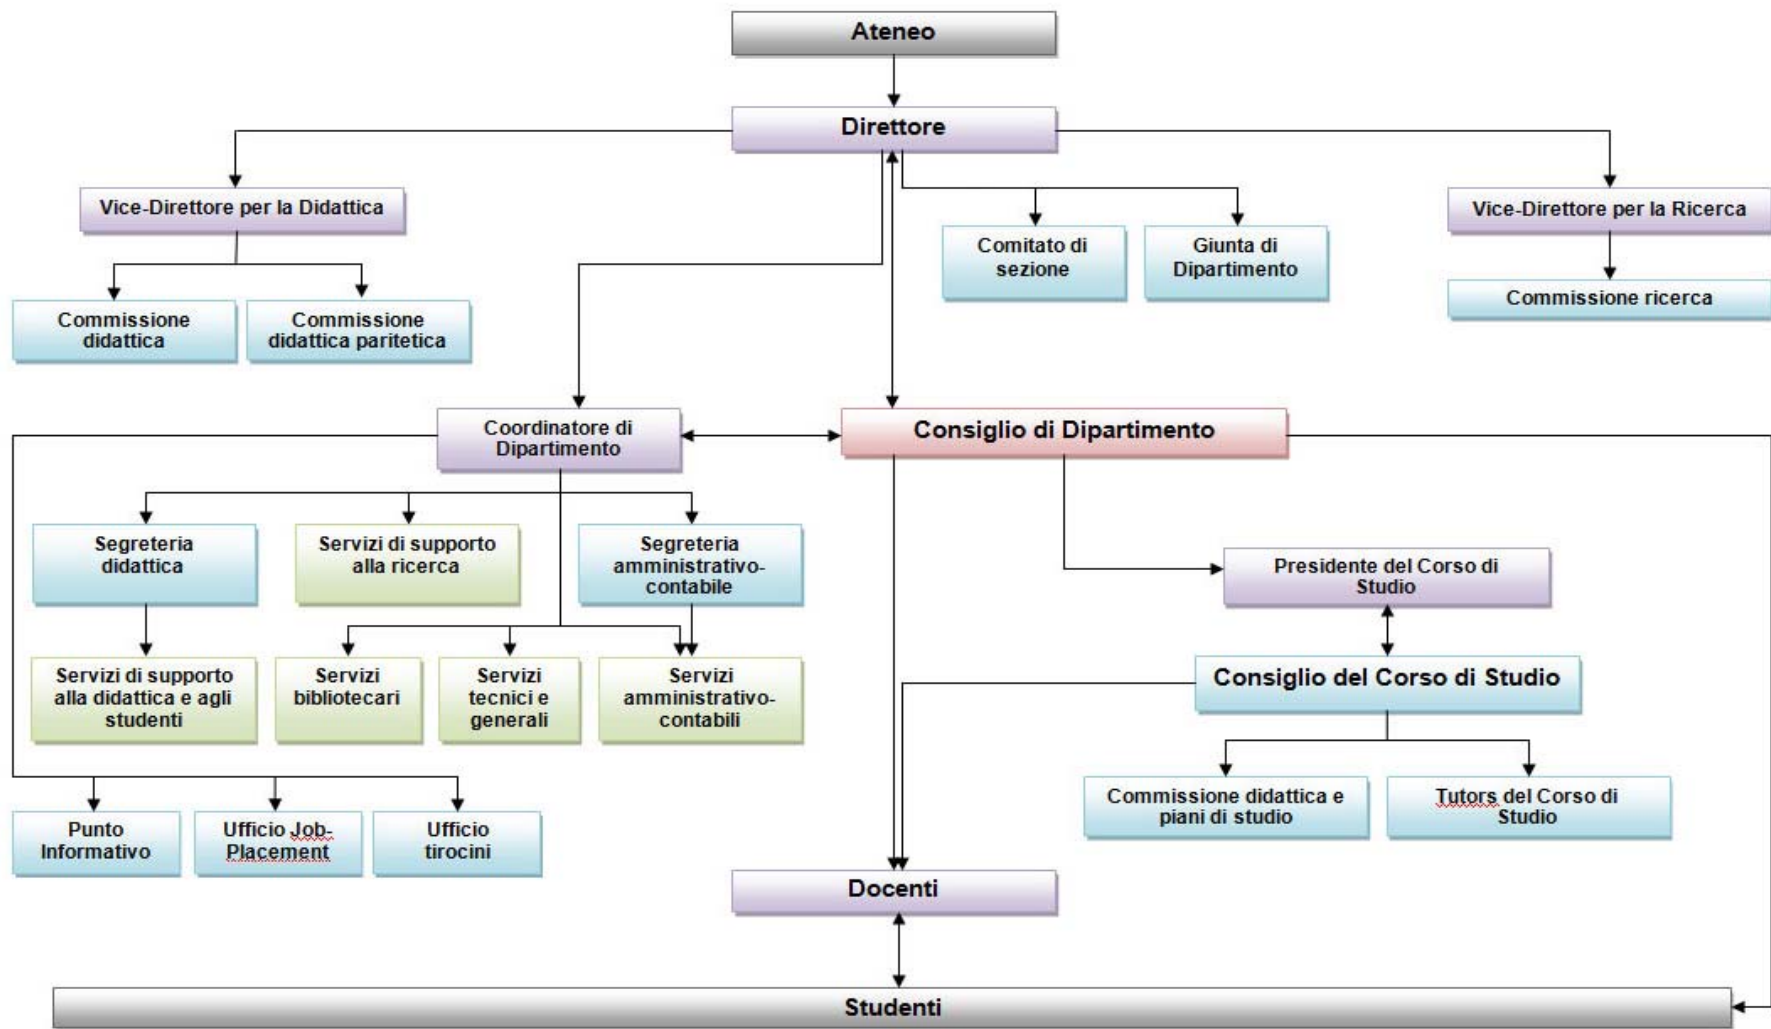 Ateneo
Direttore
Vice-Direttore per la Didattica
Vice-Direttore per la Ricerca
Comitato di
sezione
Giunta di
Dipartimento
Commissione ricerca
Commissione
didattica
Commissione
didattica paritetica
Coordinatore di
Dipartimento
Consiglio di Dipartimento
Segreteria
didattica
Servizi di supporto
alla ricerca
Segreteria
amministrativo-
contabile
Presidente del Corso di
Studio
Servizi di supporto
alla didattica e agli
studenti
Servizi
bibliotecari
Servizi
tecnici e
generali
Servizi
amministrativo-
contabili
Consiglio del Corso di Studio
Commissione didattica e
piani di studio
Tutors del Corso di
Studio
Punto
Informativo
Ufficio Job-
Placement
Ufficio
tirocini
Docenti
Studenti